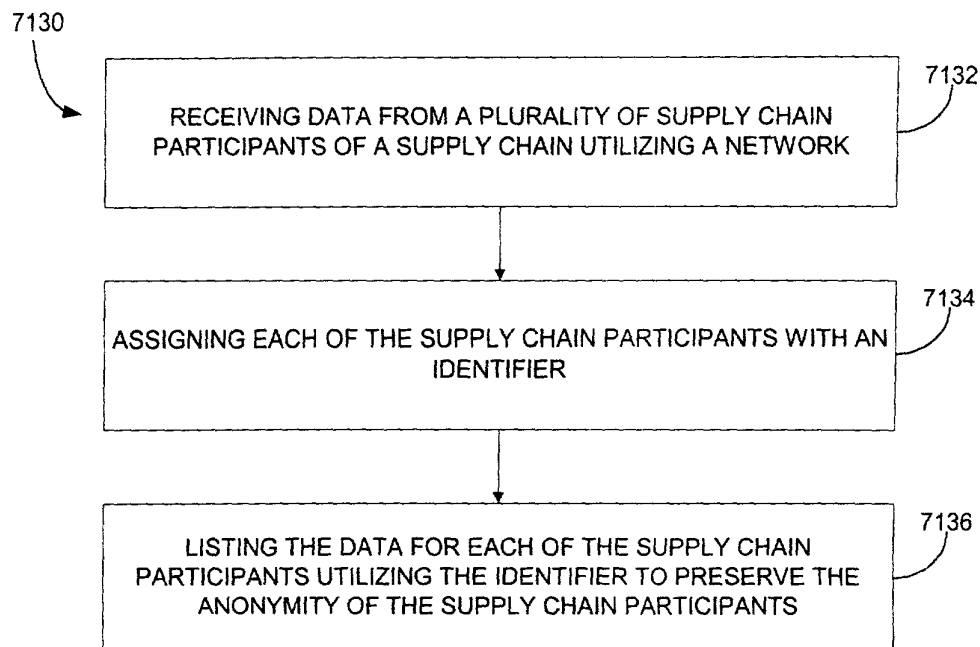 7130
7132
RECEIVING DATA FROM A PLURALITY OF SUPPLY CHAIN
PARTICIPANTS OF A SUPPLY CHAIN UTILIZING A NETWORK
7134
ASSIGNING EACH OF THE SUPPLY CHAIN PARTICIPANTS WITH AN
IDENTIFIER
7136
LISTING THE DATA FOR EACH OF THE SUPPLY CHAIN
PARTICIPANTS UTILIZING THE IDENTIFIER TO PRESERVE THE
ANONYMITY OF THE SUPPLY CHAIN PARTICIPANTS